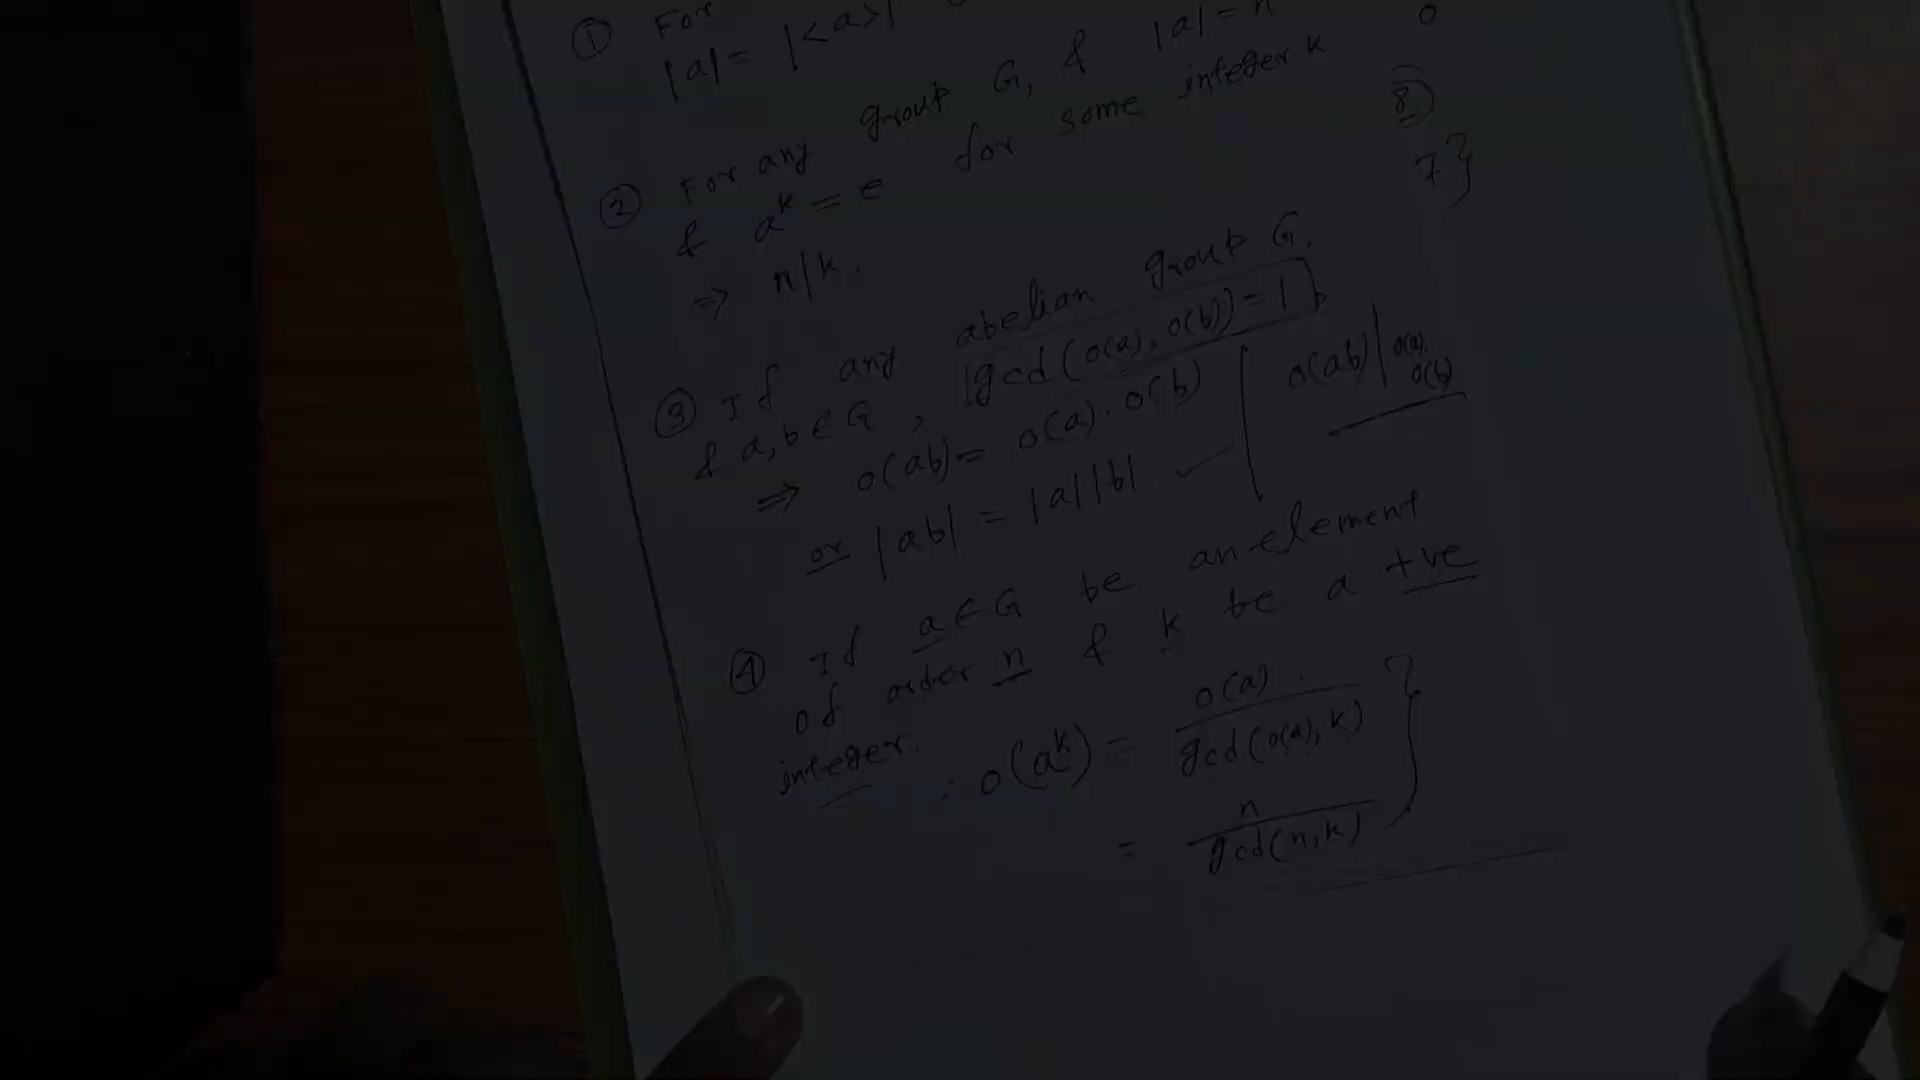 ① For
|a| = |<a>|
② For any group G, & |a| = n
& a^k = e for some integer k
⇒ n|k.
0
8
7}
③ If any abelian group G.
& a,b ∈ G, gcd(o(a), o(b)) = 1
⇒ o(ab) = o(a).o(b)
or |ab| = |a||b|. ✓
o(ab) | o(a).o(b)
④ If a ∈ G be an element
of order n & k be a +ve
integer. : o(a^k) = o(a) / gcd(o(a), k)
= n / gcd(n,k)